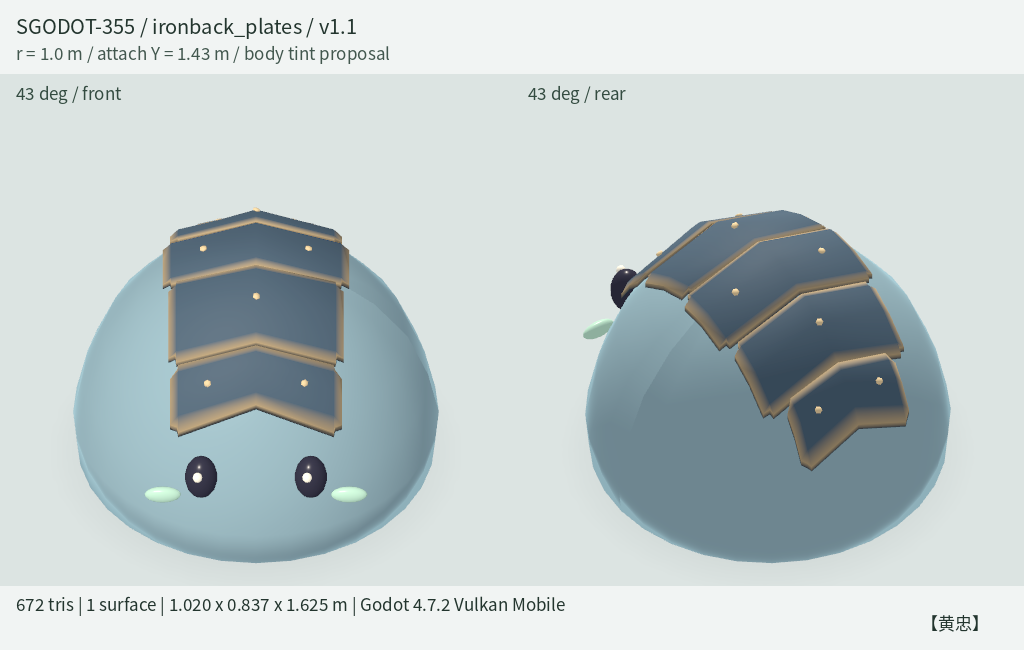 SGODOT-355 / ironback_plates / v1.1
r = 1.0 m / attach Y = 1.43 m / body tint proposal
43 deg / front
43 deg / rear
672 tris | 1 surface | 1.020 x 0.837 x 1.625 m | Godot 4.7.2 Vulkan Mobile
【黄忠】